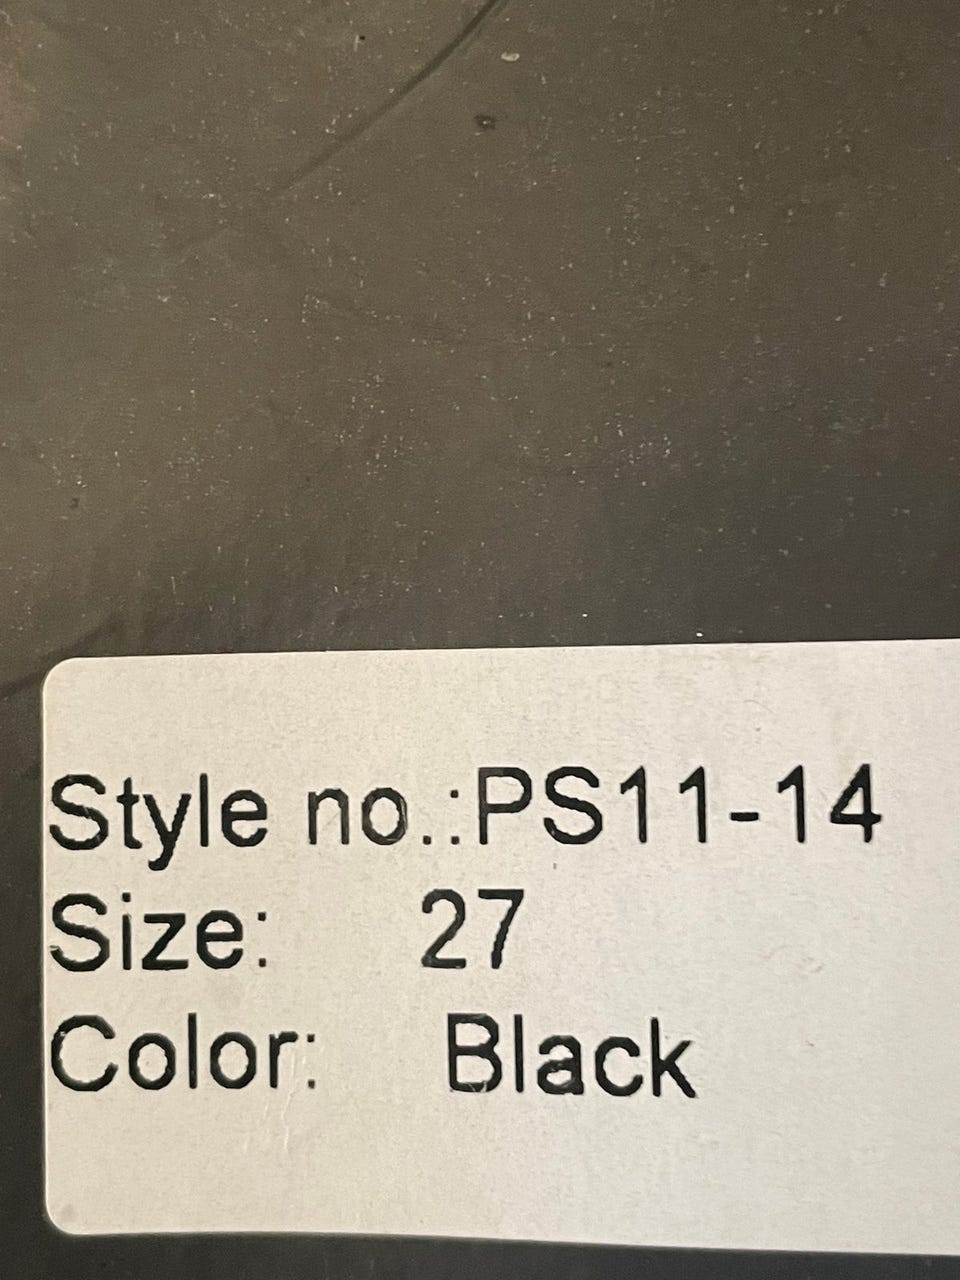 Style no.:PS11-14
Size: 27
Color: Black